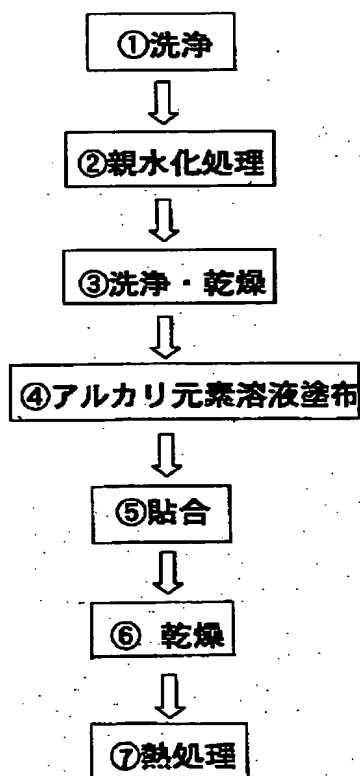 ①洗浄
②親水化処理
③洗浄・乾燥
④アルカリ元素溶液塗布
⑤貼合
⑥ 乾燥
⑦熱処理